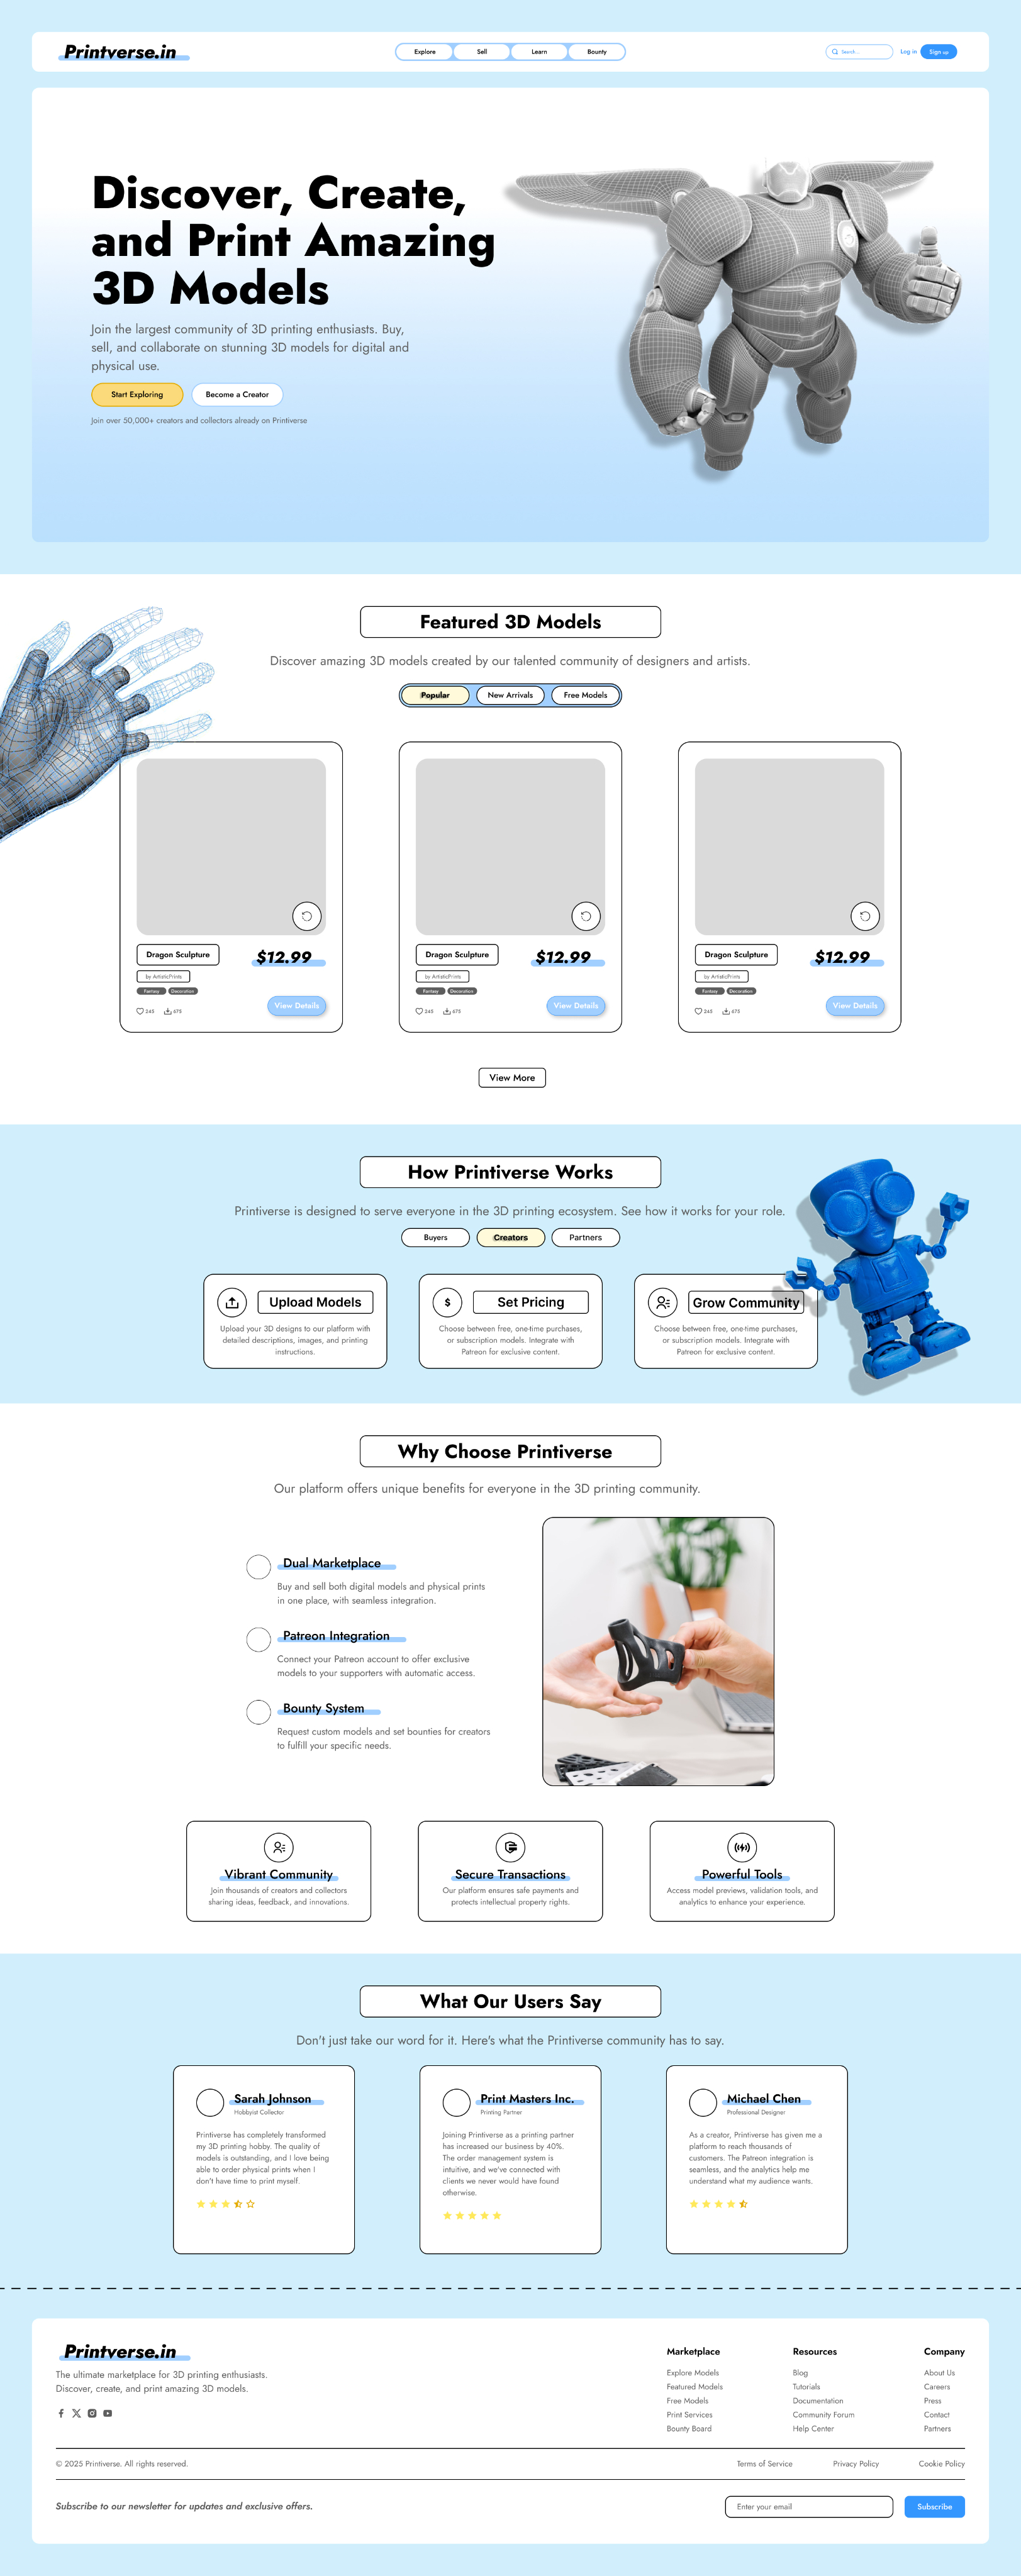 Printverse.in
Explore
Sell
Learn
Bounty
Search...
Log in
Sign up
Discover, Create,
and Print Amazing
3D Models
Join the largest community of 3D printing enthusiasts. Buy,
sell, and collaborate on stunning 3D models for digital and
physical use.
Start Exploring
Become a Creator
Join over 50,000+ creators and collectors already on Printiverse
Featured 3D Models
Discover amazing 3D models created by our talented community of designers and artists.
Popular
New Arrivals
Free Models
Dragon Sculpture
$12.99
by ArtisticPrints
Fantasy
Decoration
245
675
View Details
Dragon Sculpture
$12.99
by ArtisticPrints
Fantasy
Decoration
245
675
View Details
Dragon Sculpture
$12.99
by ArtisticPrints
Fantasy
Decoration
245
675
View Details
View More
How Printiverse Works
Printiverse is designed to serve everyone in the 3D printing ecosystem. See how it works for your role.
Buyers
Creators
Partners
Upload Models
Upload your 3D designs to our platform with
detailed descriptions, images, and printing
instructions.
$
Set Pricing
Choose between free, one-time purchases,
or subscription models. Integrate with
Patreon for exclusive content.
Grow Community
Choose between free, one-time purchases,
or subscription models. Integrate with
Patreon for exclusive content.
Why Choose Printiverse
Our platform offers unique benefits for everyone in the 3D printing community.
Dual Marketplace
Buy and sell both digital models and physical prints
in one place, with seamless integration.
Patreon Integration
Connect your Patreon account to offer exclusive
models to your supporters with automatic access.
Bounty System
Request custom models and set bounties for creators
to fulfill your specific needs.
Vibrant Community
Join thousands of creators and collectors
sharing ideas, feedback, and innovations.
Secure Transactions
Our platform ensures safe payments and
protects intellectual property rights.
Powerful Tools
Access model previews, validation tools, and
analytics to enhance your experience.
What Our Users Say
Don't just take our word for it. Here's what the Printiverse community has to say.
Sarah Johnson
Hobbyist Collector
Printiverse has completely transformed
my 3D printing hobby. The quality of
models is outstanding, and I love being
able to order physical prints when I
don't have time to print myself.
Print Masters Inc.
Printing Partner
Joining Printiverse as a printing partner
has increased our business by 40%.
The order management system is
intuitive, and we've connected with
clients we never would have found
otherwise.
Michael Chen
Professional Designer
As a creator, Printiverse has given me a
platform to reach thousands of
customers. The Patreon integration is
seamless, and the analytics help me
understand what my audience wants.
Printverse.in
The ultimate marketplace for 3D printing enthusiasts.
Discover, create, and print amazing 3D models.
Marketplace
Explore Models
Featured Models
Free Models
Print Services
Bounty Board
Resources
Blog
Tutorials
Documentation
Community Forum
Help Center
Company
About Us
Careers
Press
Contact
Partners
© 2025 Printiverse. All rights reserved.
Terms of Service
Privacy Policy
Cookie Policy
Subscribe to our newsletter for updates and exclusive offers.
Enter your email
Subscribe